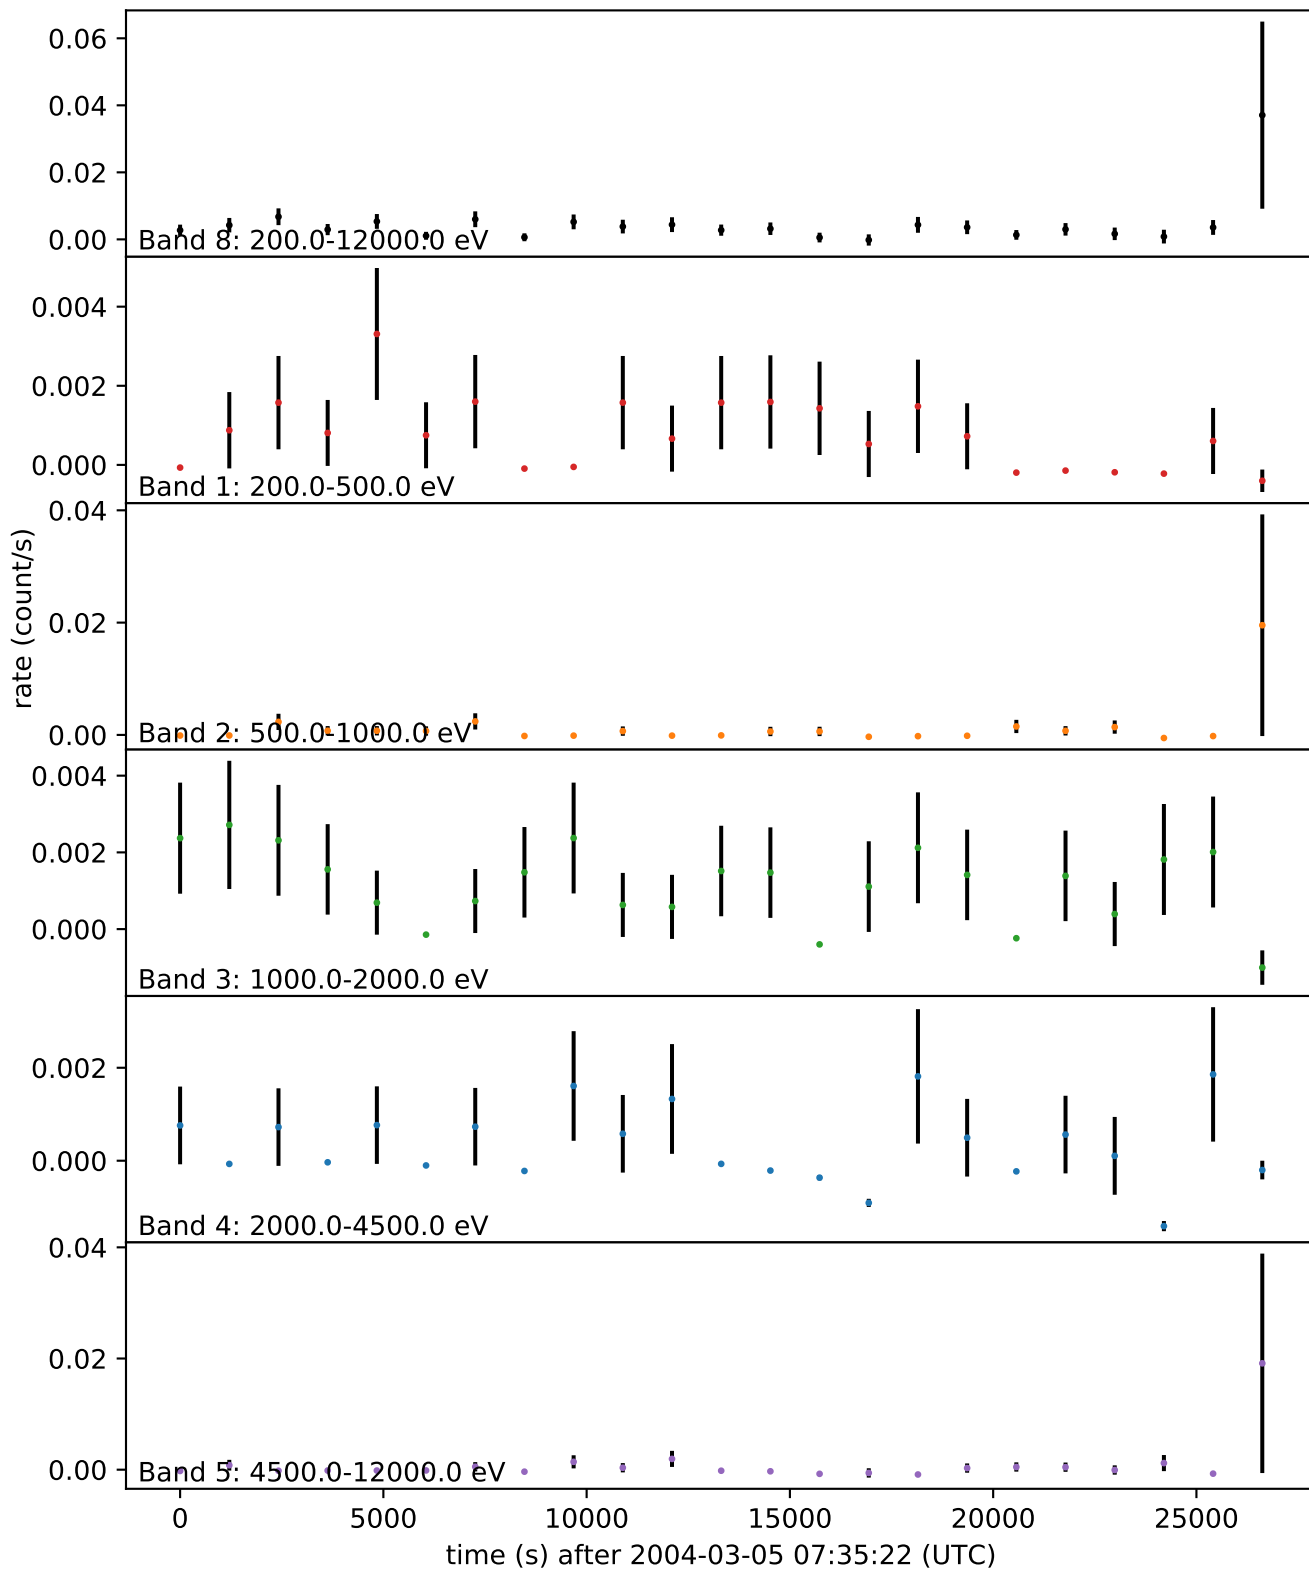 0.06
0.04
0.02
0.00
Band 8: 200.0-12000.0 eV
0.004
0.002
0.000
Band 1: 200.0-500.0 eV
rate (count/s)
0.04
0.02
0.00
Band 2: 500.0-1000.0 eV
0.004
0.002
0.000
Band 3: 1000.0-2000.0 eV
0.002
0.000
Band 4: 2000.0-4500.0 eV
0.04
0.02
0.00
Band 5: 4500.0-12000.0 eV
0 5000 10000 15000 20000 25000
time (s) after 2004-03-05 07:35:22 (UTC)